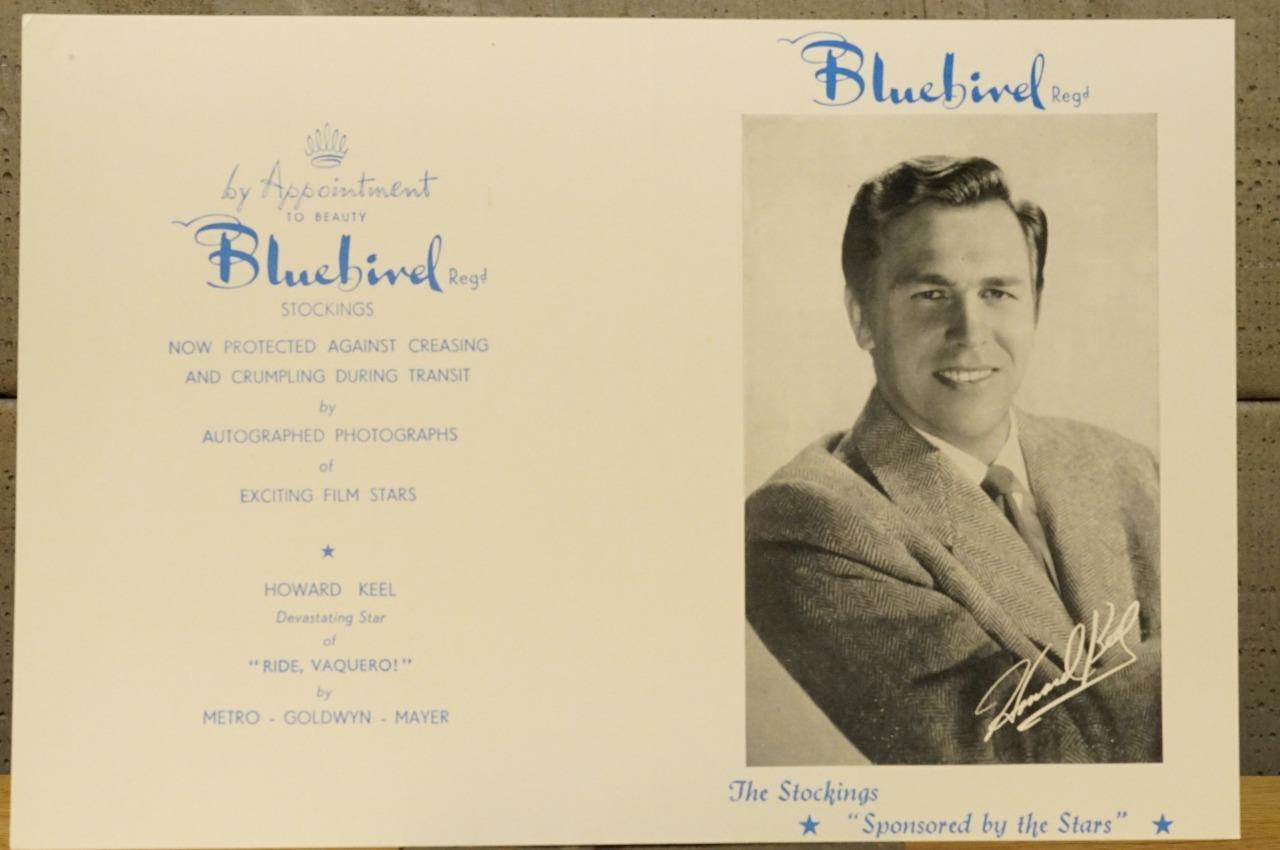 by Appointment
TO BEAUTY
Bluebird Regd
STOCKINGS
NOW PROTECTED AGAINST CREASING
AND CRUMPLING DURING TRANSIT
by
AUTOGRAPHED PHOTOGRAPHS
of
EXCITING FILM STARS
HOWARD KEEL
Devastating Star
of
"RIDE, VAQUERO!"
by
METRO - GOLDWYN - MAYER
Bluebird Regd
Howard Keel
The Stockings
"Sponsored by the Stars"